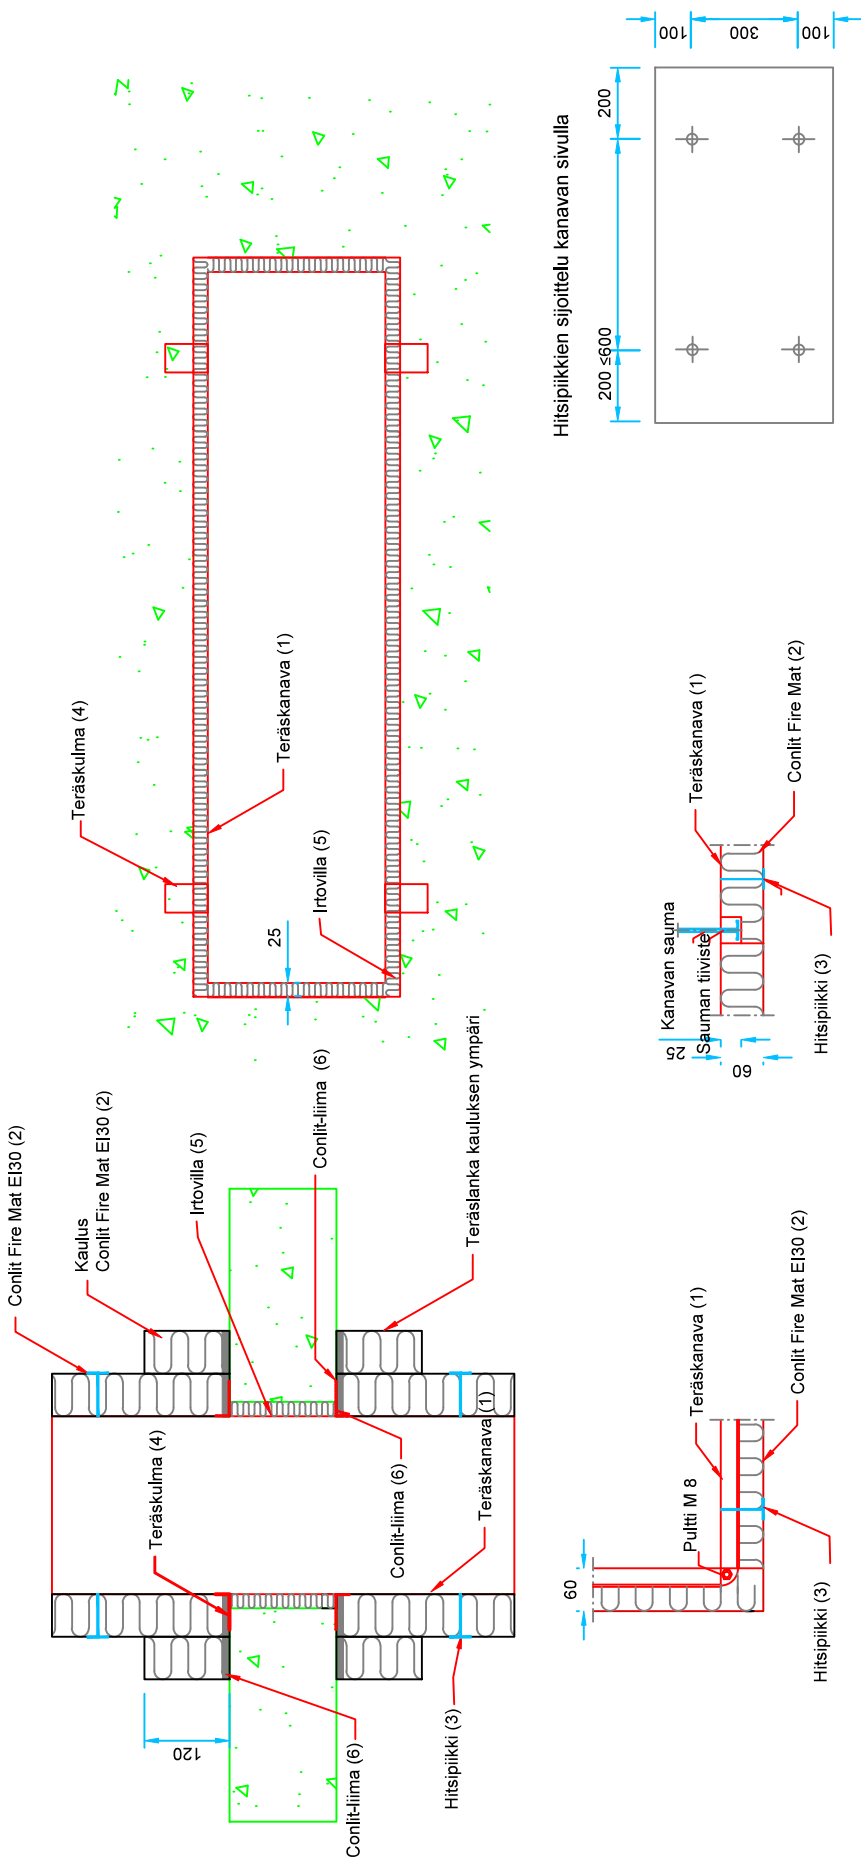 Conlit Fire Mat EI30 (2)
Kaulus
Conlit Fire Mat EI30 (2)
Irtovilla (5)
Conlit-liima (6)
Teräslanka kauluksen ympäri
Teräskulma (4)
Conlit-liima (6)
Teräskanava (1)
120
Conlit-liima (6)
Hitsipiikki (3)
Teräskulma (4)
Teräskanava (1)
Irtovilla (5)
25
60
Pultti M 8
Teräskanava (1)
Conlit Fire Mat EI30 (2)
Hitsipiikki (3)
Kanavan sauma
Sauman tiiviste
25
60
Teräskanava (1)
Conlit Fire Mat (2)
Hitsipiikki (3)
Hitsipiikkien sijoittelu kanavan sivulla
200 ≤600
200
100
300
100